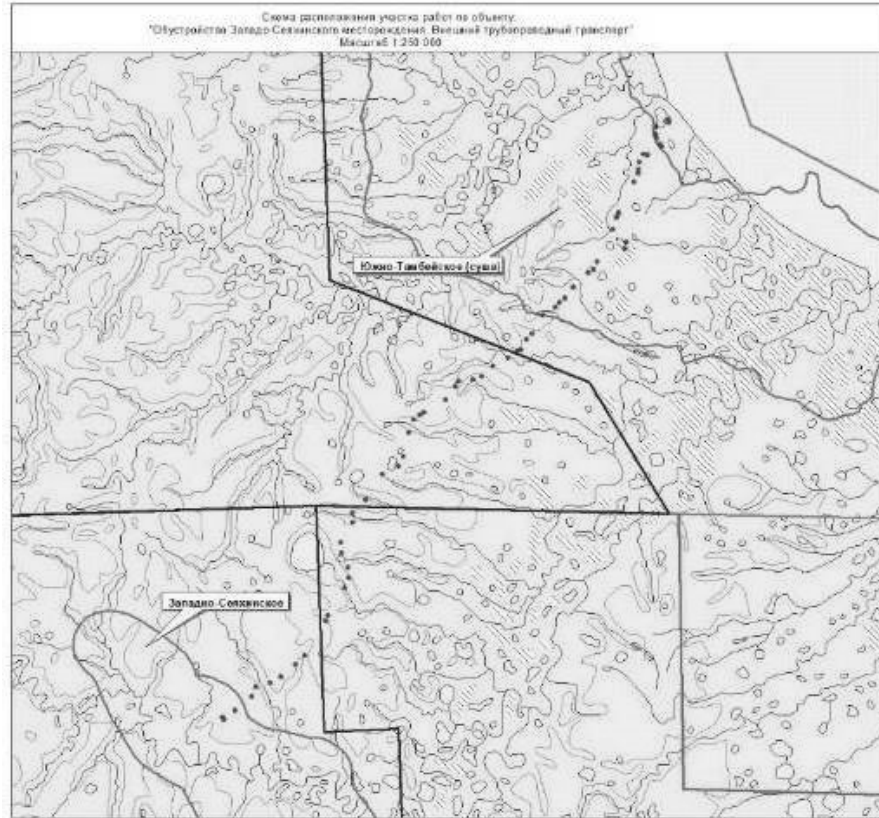 Схема расположения участка работ по объекту:
"Обустройство Западо-Сеяхинского месторождения. Внешний трубопроводный транспорт"
Масштаб 1:250 000
Южно-Тамбейское (суша)
Западно-Сеяхинское